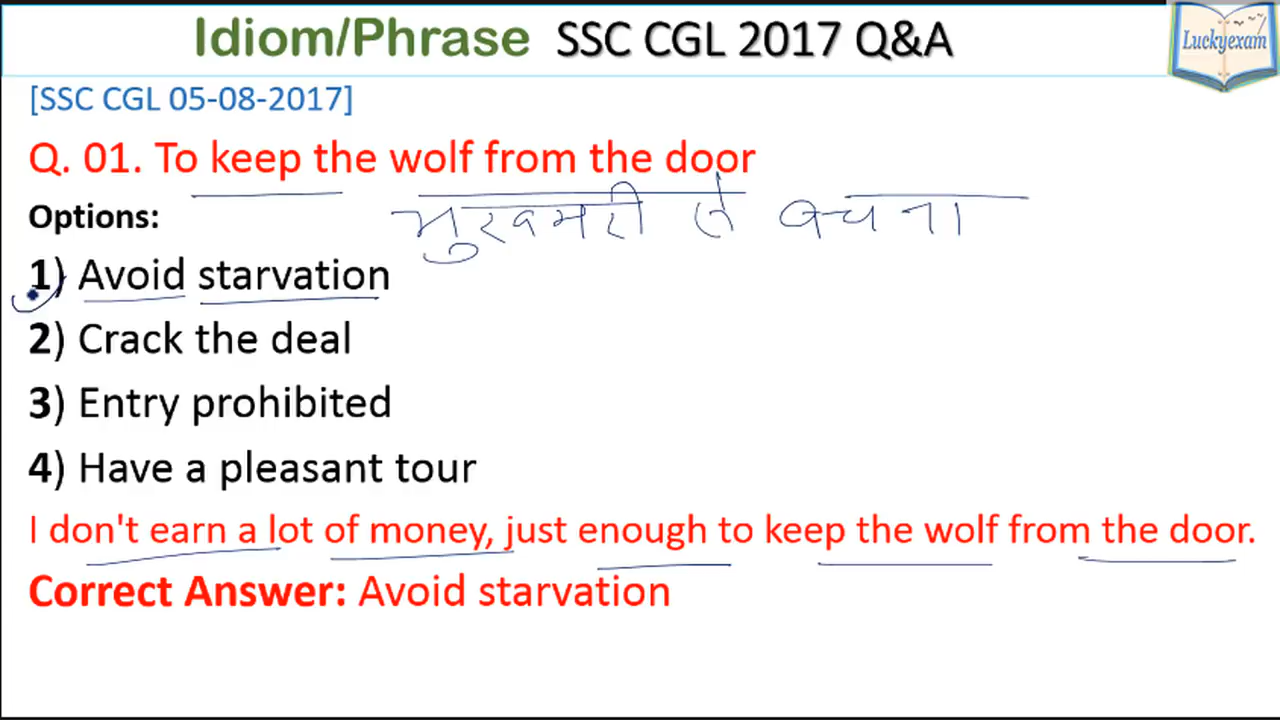 Idiom/Phrase SSC CGL 2017 Q&A
Luckyexam
[SSC CGL 05-08-2017]
Q. 01. To keep the wolf from the door
Options:
भुखमरी से बचना
1) Avoid starvation
2) Crack the deal
3) Entry prohibited
4) Have a pleasant tour
I don't earn a lot of money, just enough to keep the wolf from the door.
Correct Answer: Avoid starvation